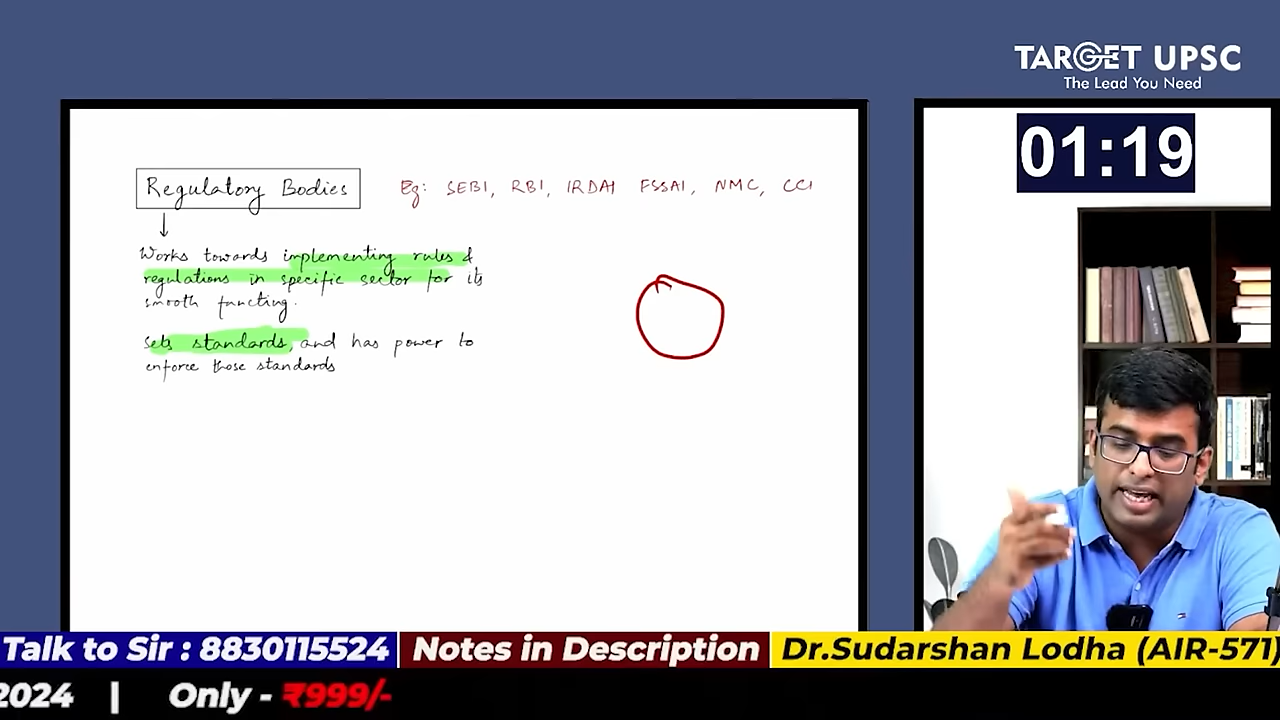 TARGET UPSC
The Lead You Need
01:19
Regulatory Bodies Eg: SEBI, RBI, IRDAI FSSAI, NMC, CCI
Works towards implementing rules &
regulations in specific sector for its
smooth functing.
Sets standards, and has power to
enforce those standards
Talk to Sir : 8830115524 Notes in Description Dr.Sudarshan Lodha (AIR-571)
2024 | Only - ₹999/-